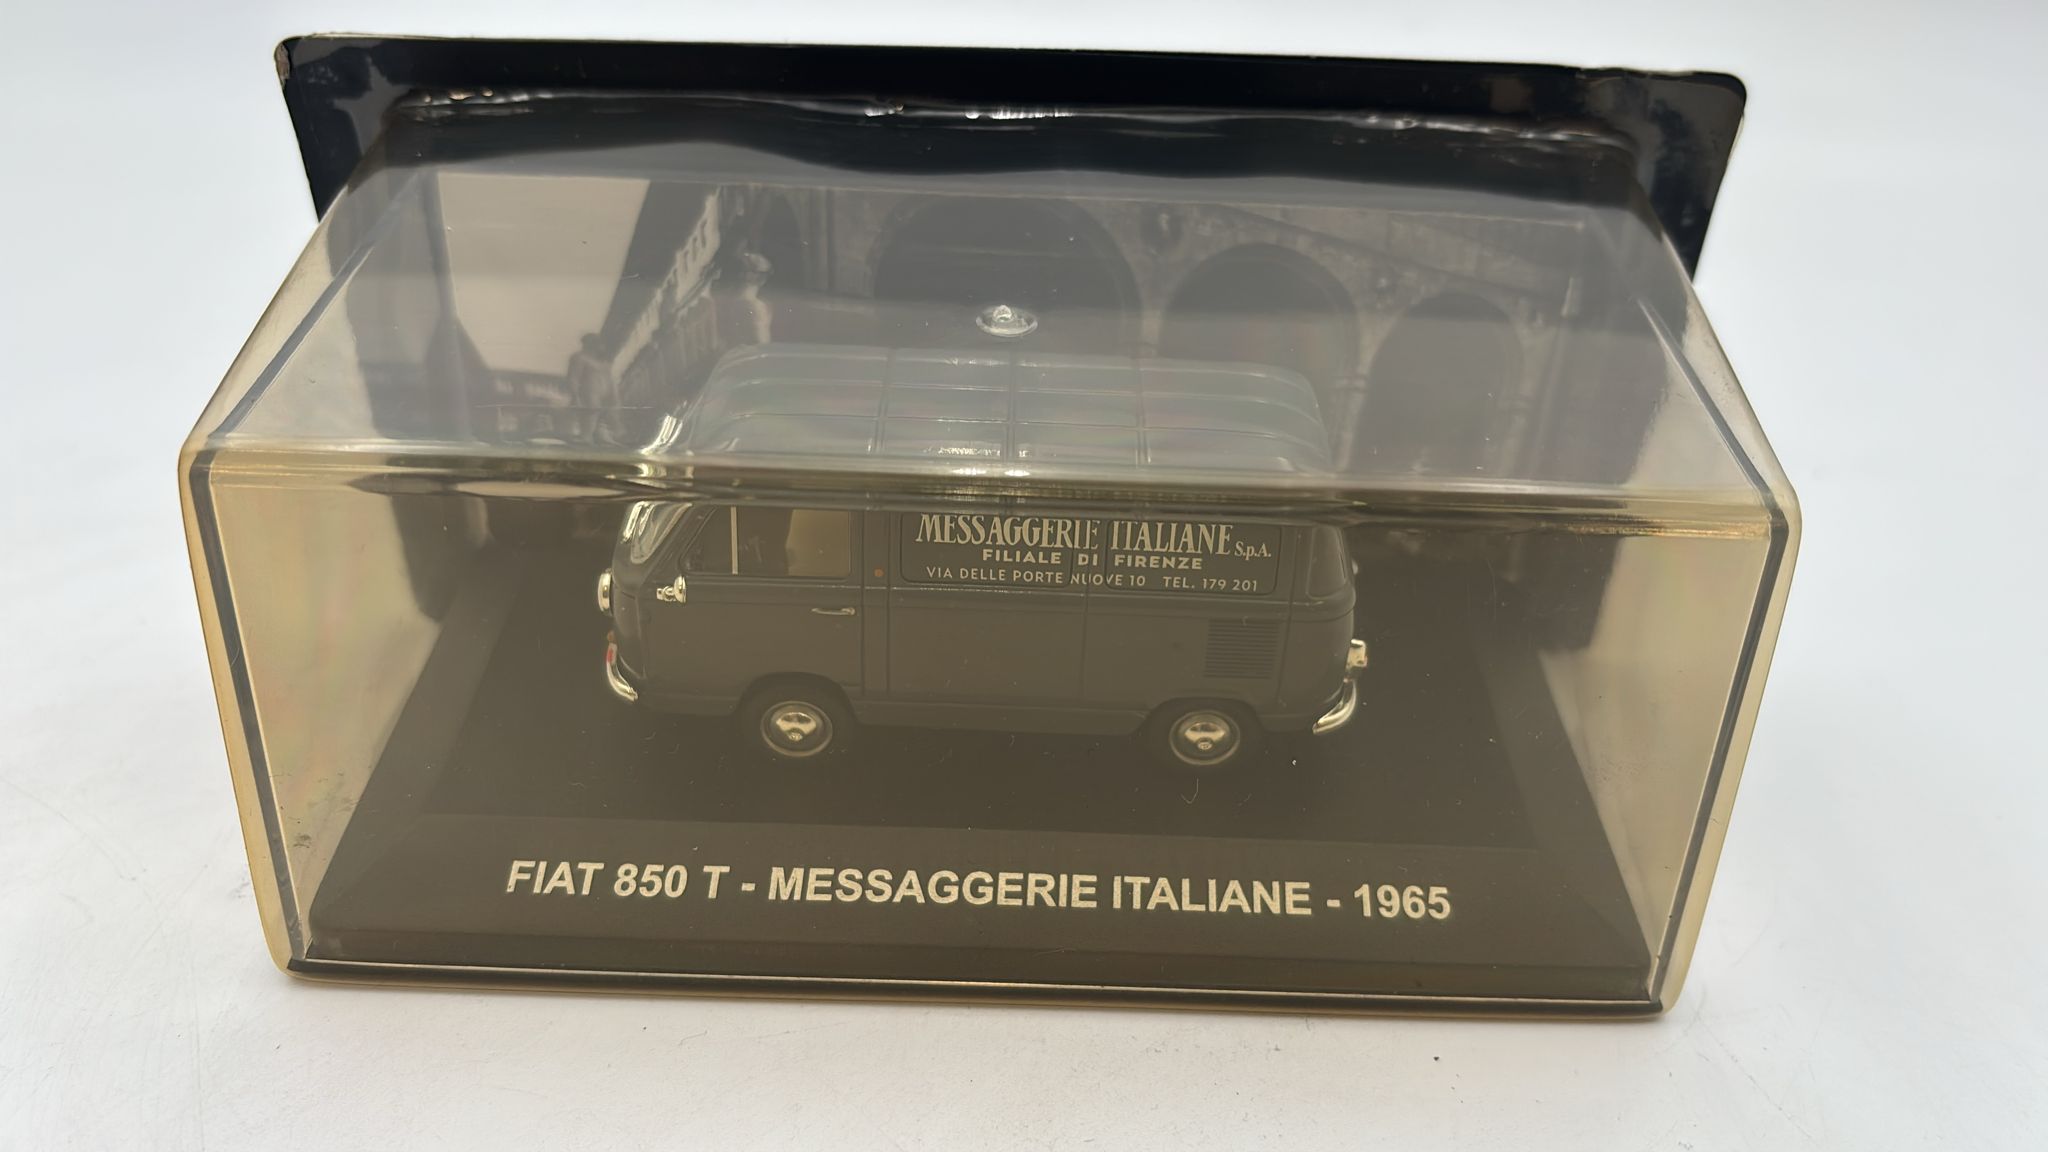 MESSAGGERIE ITALIANE S.p.A.
FILIALE DI FIRENZE
VIA DELLE PORTE NUOVE 10 TEL. 179 201
FIAT 850 T - MESSAGGERIE ITALIANE - 1965